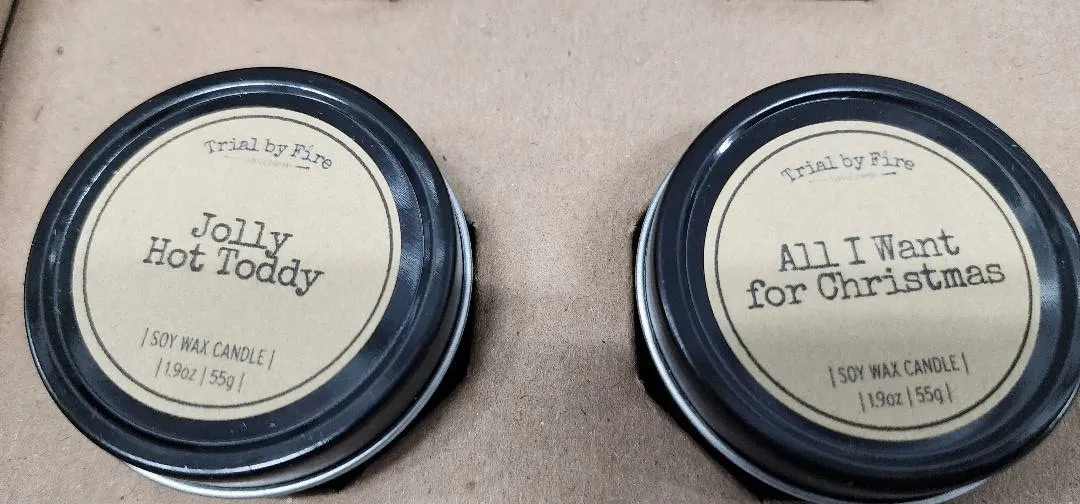 Trial by Fire
Jolly
Hot Toddy
| SOY WAX CANDLE |
| 1.9oz | 55g |
Trial by Fire
All I Want
for Christmas
| SOY WAX CANDLE |
| 1.9oz | 55g |